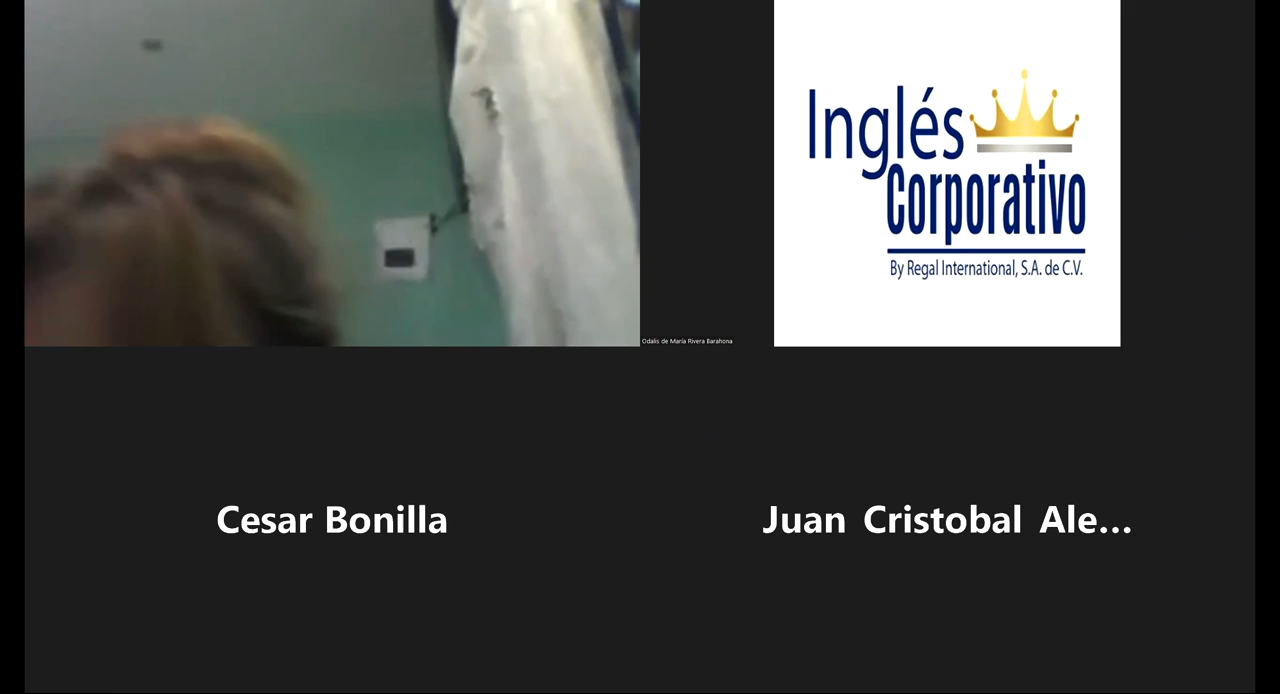 Inglés
Corporativo
By Regal International, S.A. de C.V.
Odalis de María Rivera Barahona
Cesar Bonilla
Juan Cristobal Ale...